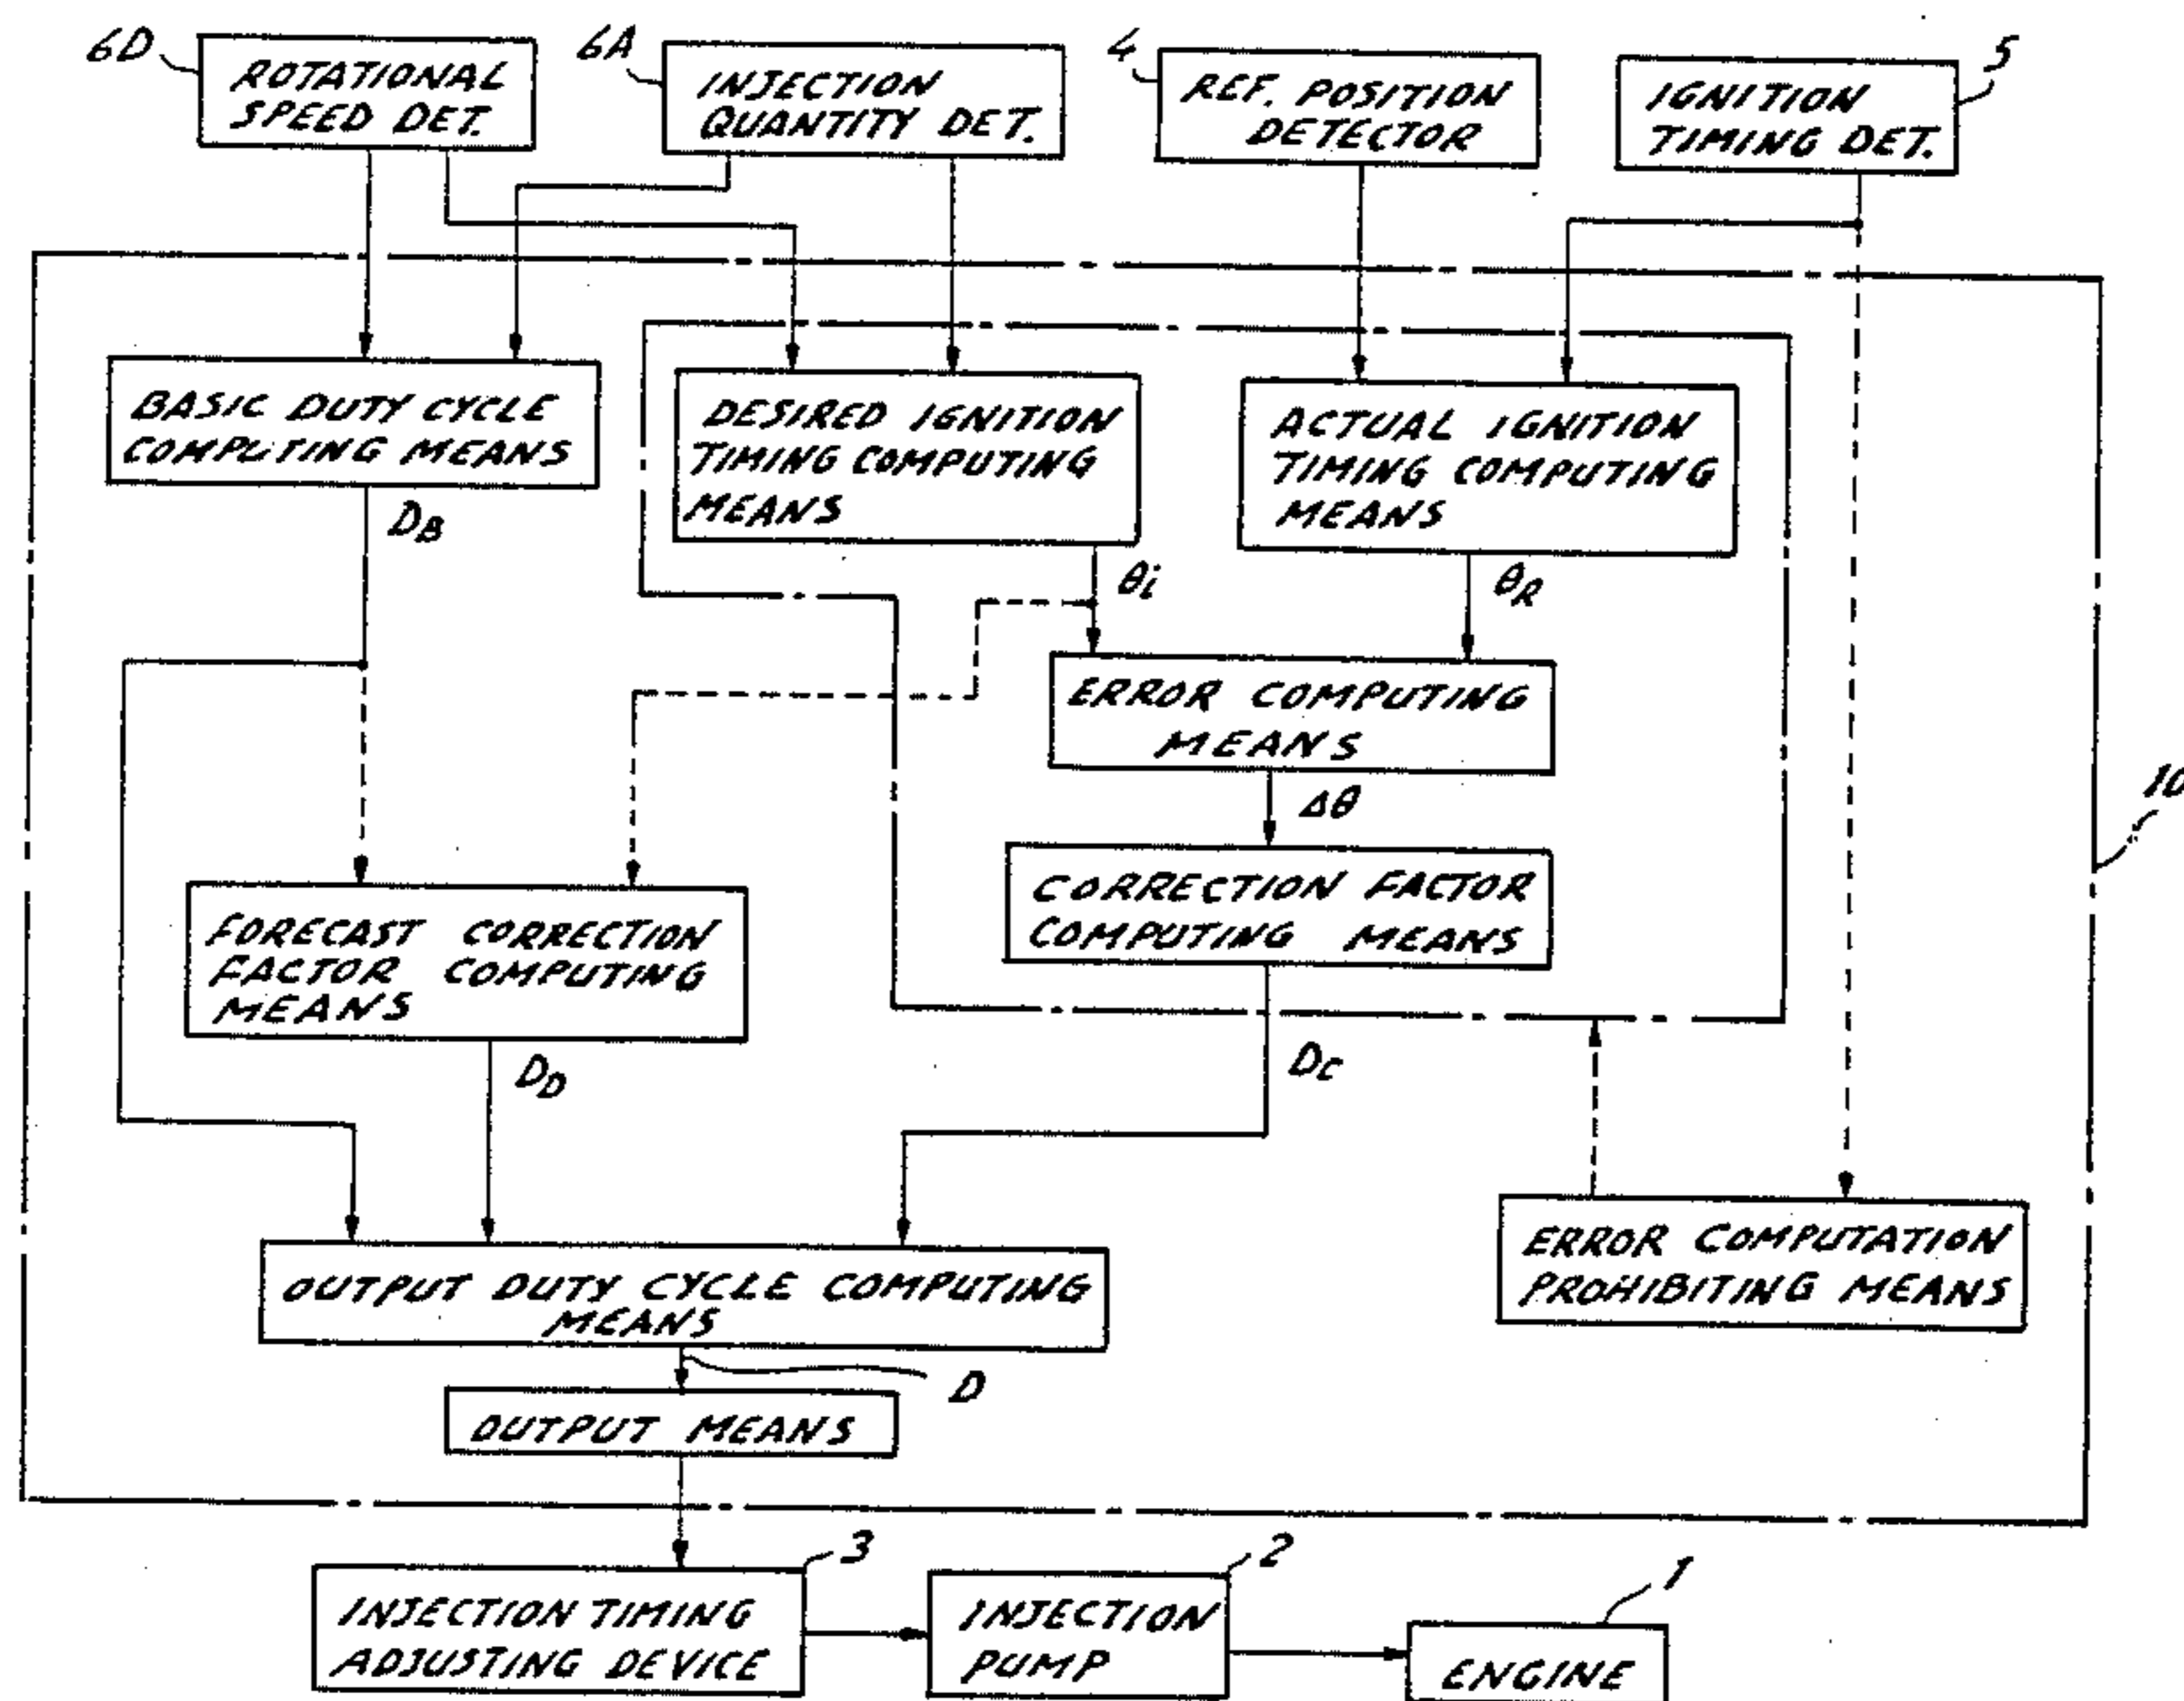 6D
ROTATIONAL
SPEED DET.
6A
INJECTION
QUANTITY DET.
4
REF. POSITION
DETECTOR
5
IGNITION
TIMING DET.
BASIC DUTY CYCLE
COMPUTING MEANS
DESIRED IGNITION
TIMING COMPUTING
MEANS
ACTUAL IGNITION
TIMING COMPUTING
MEANS
DB
θi
θR
ERROR COMPUTING
MEANS
Δθ
10
CORRECTION FACTOR
COMPUTING MEANS
FORECAST CORRECTION
FACTOR COMPUTING
MEANS
DD
DC
OUTPUT DUTY CYCLE COMPUTING
MEANS
ERROR COMPUTATION
PROHIBITING MEANS
D
OUTPUT MEANS
3
INJECTION TIMING
ADJUSTING DEVICE
2
INJECTION
PUMP
1
ENGINE